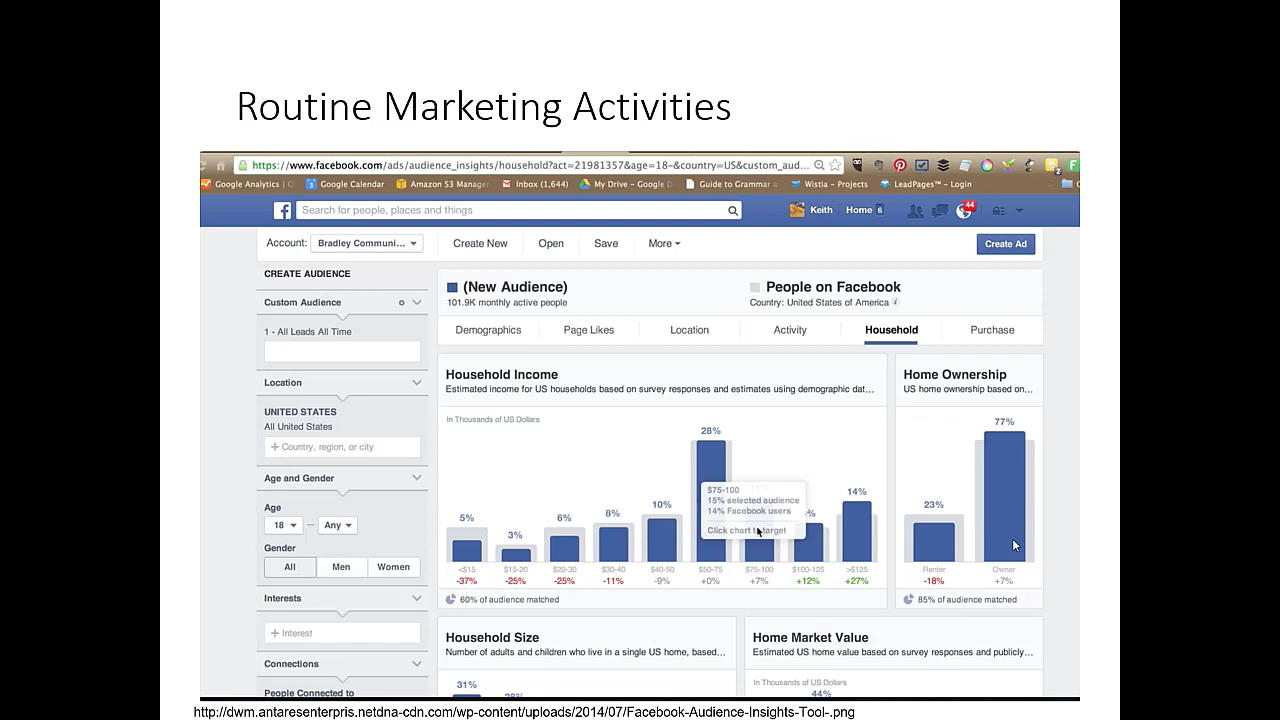 Routine Marketing Activities
https://www.facebook.com/ads/audience_insights/household?act=21981357&age=18-&country=US&custom_aud...
Google Analytics | Google Calendar Amazon S3 Manager Inbox (1,644) My Drive – Google D Guide to Grammar a Wistia – Projects LeadPages™ – Login
Search for people, places and things Keith Home 6 44
Account: Bradley Communi... Create New Open Save More Create Ad
CREATE AUDIENCE
Custom Audience
1 - All Leads All Time
Location
UNITED STATES
All United States
+ Country, region, or city
Age and Gender
Age
18 – Any
Gender
All Men Women
Interests
+ Interest
Connections
People Connected to
(New Audience)
101.9K monthly active people
People on Facebook
Country: United States of America i
Demographics Page Likes Location Activity Household Purchase
Household Income
Estimated income for US households based on survey responses and estimates using demographic dat...
In Thousands of US Dollars
5% 3% 6% 8% 10% 28% 14%
$75-100
15% selected audience
14% Facebook users
Click chart to target
<$15 $15-20 $20-30 $30-40 $40-50 $50-75 $75-100 $100-125 >$125
-37% -25% -25% -11% -9% +0% +7% +12% +27%
60% of audience matched
Home Ownership
US home ownership based on...
23% 77%
Renter Owner
-18% +7%
85% of audience matched
Household Size
Number of adults and children who live in a single US home, based...
31%
Home Market Value
Estimated US home value based on survey responses and publicly...
In Thousands of US Dollars
44%
http://dwm.antaresenterpris.netdna-cdn.com/wp-content/uploads/2014/07/Facebook-Audience-Insights-Tool-.png